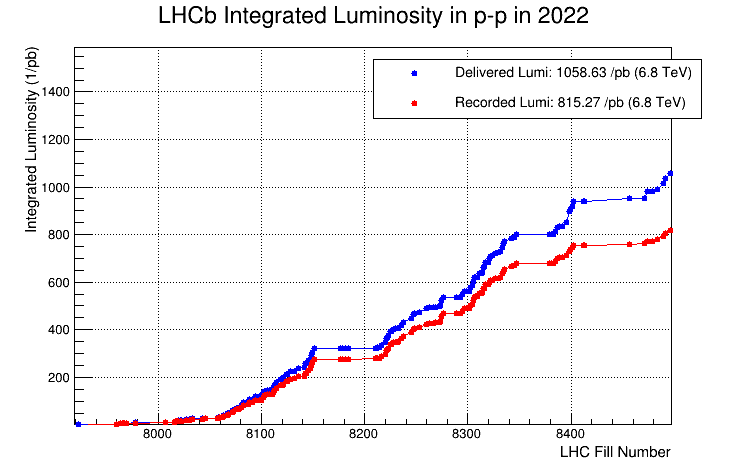 LHCb Integrated Luminosity in p-p in 2022
Integrated Luminosity (1/pb)
Delivered Lumi: 1058.63 /pb (6.8 TeV)
Recorded Lumi: 815.27 /pb (6.8 TeV)
1400
1200
1000
800
600
400
200
8000 8100 8200 8300 8400
LHC Fill Number